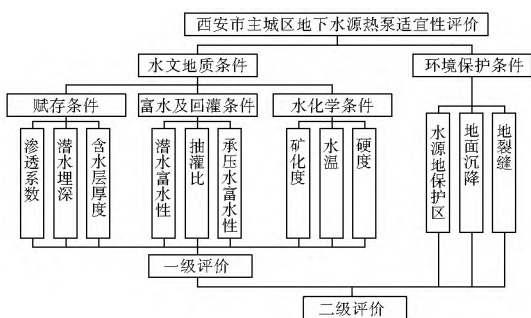 西安市主城区地下水源热泵适宜性评价
水文地质条件
环境保护条件
赋存条件
富水及回灌条件
水化学条件
渗透系数
潜水埋深
含水层厚度
潜水富水性
抽灌比
承压水富水性
矿化度
水温
硬度
水源地保护区
地面沉降
地裂缝
一级评价
二级评价